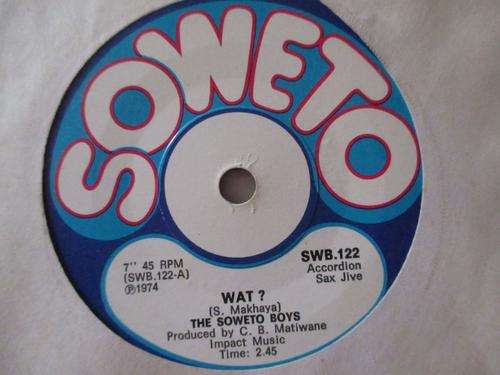 SOWETO
7" 45 RPM
(SWB.122-A)
℗1974
SWB.122
Accordion
Sax Jive
WAT ?
(S. Makhaya)
THE SOWETO BOYS
Produced by C. B. Matiwane
Impact Music
Time: 2.45